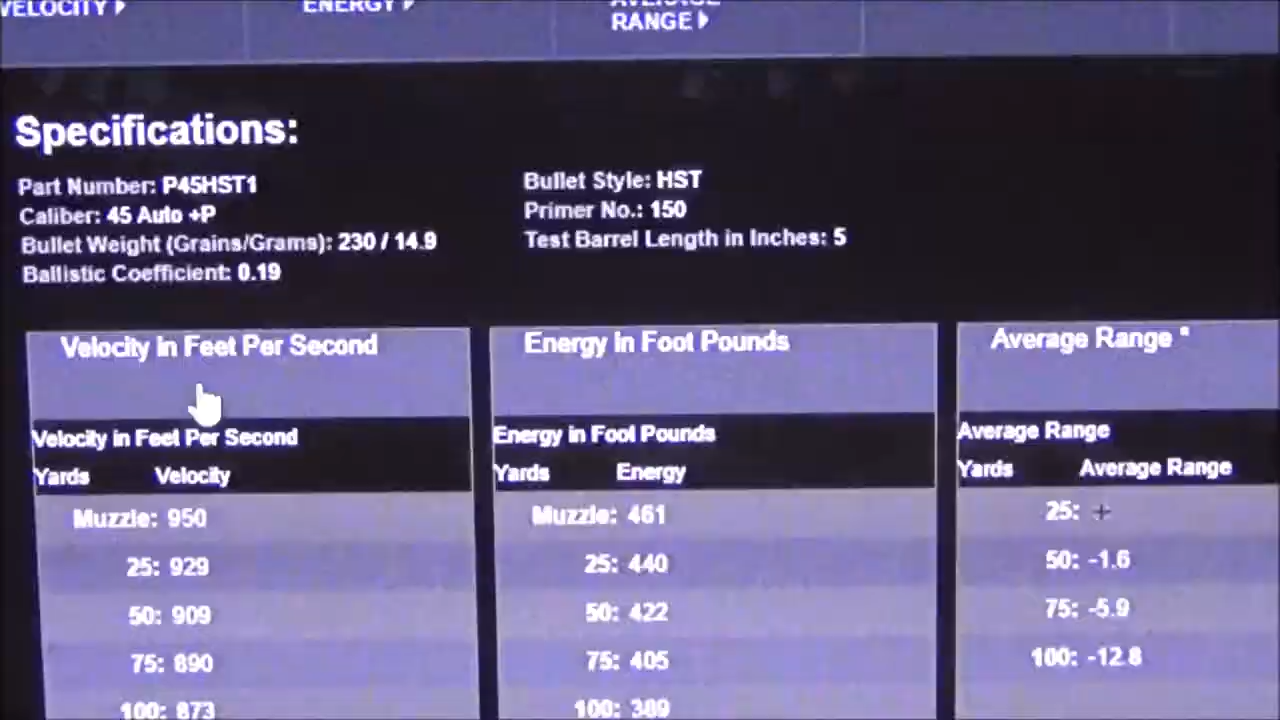 VELOCITY
ENERGY
AVERAGE
RANGE
Specifications:
Part Number: P45HST1
Caliber: 45 Auto +P
Bullet Weight (Grains/Grams): 230 / 14.9
Ballistic Coefficient: 0.19
Bullet Style: HST
Primer No.: 150
Test Barrel Length in Inches: 5
Velocity in Feet Per Second
Velocity in Feet Per Second
Yards Velocity
Muzzle: 950
25: 929
50: 909
75: 890
100: 873
Energy in Foot Pounds
Energy in Foot Pounds
Yards Energy
Muzzle: 461
25: 440
50: 422
75: 405
100: 389
Average Range *
Average Range
Yards Average Range
25: +
50: -1.6
75: -5.9
100: -12.8